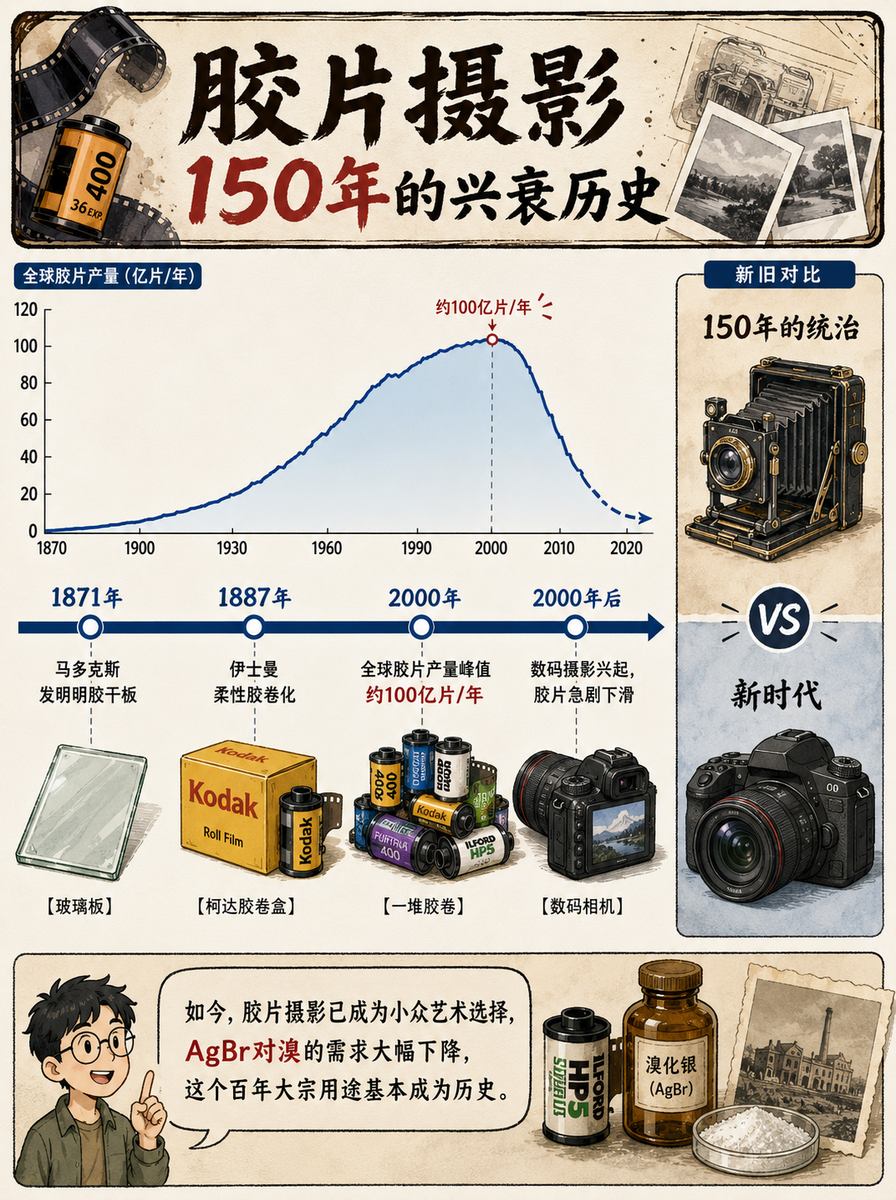 胶片摄影
150年的兴衰历史
400
36 EXP.
全球胶片产量（亿片/年）
120
100
80
60
40
20
0
约100亿片/年
1870
1900
1930
1960
1990
2000
2010
2020
1871年
马多克斯
发明明胶干板
【玻璃板】
1887年
伊士曼
柔性胶卷化
Kodak
Kodak
Roll Film
Kodak
【柯达胶卷盒】
2000年
全球胶片产量峰值
约100亿片/年
400
400
Kodak
400
ILFORD
HP5
【一堆胶卷】
2000年后
数码摄影兴起，
胶片急剧下滑
【数码相机】
新旧对比
150年的统治
VS
新时代
00
如今，胶片摄影已成为小众艺术选择，
AgBr对溴的需求大幅下降，
这个百年大宗用途基本成为历史。
ILFORD
HP5
溴化银
(AgBr)